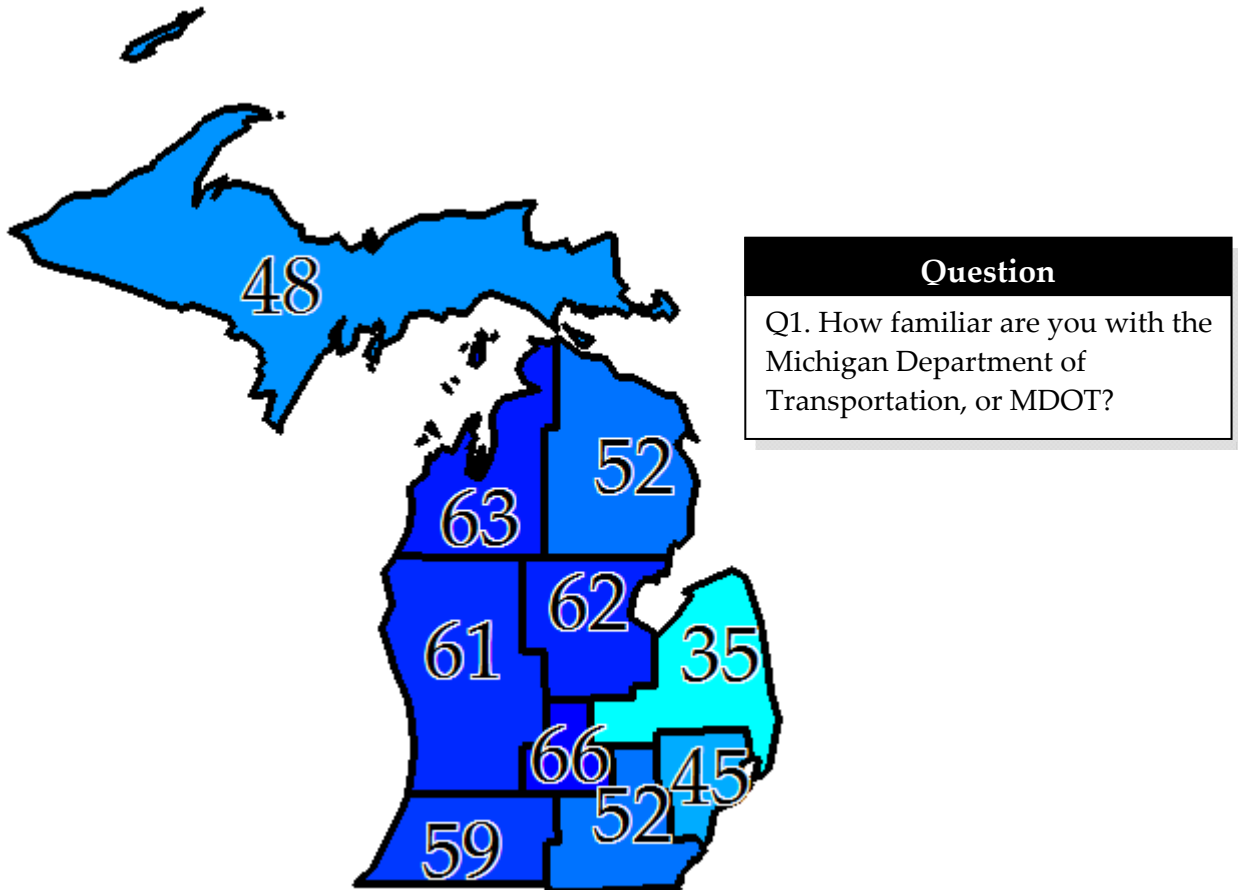 48
Question
Q1. How familiar are you with the
Michigan Department of
Transportation, or MDOT?
52
63
62
61
35
66
45
52
59